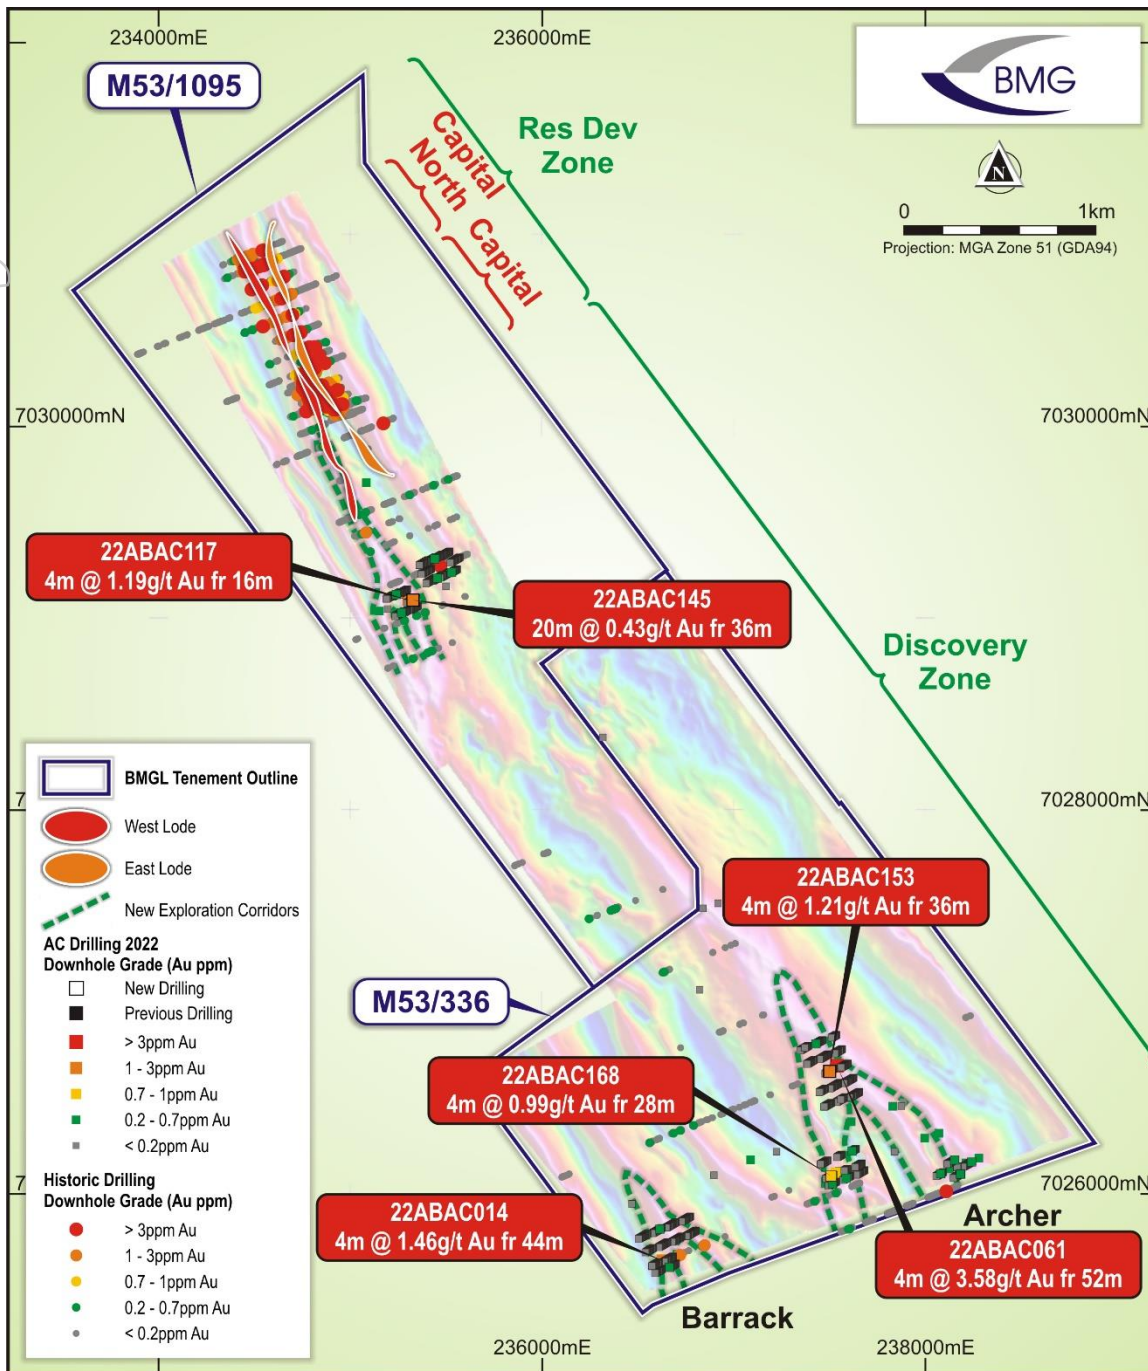 234000mE
236000mE
M53/1095
BMG
Res Dev
Zone
Capital
North
Capital
N
0
1km
Projection: MGA Zone 51 (GDA94)
7030000mN
7030000mN
22ABAC117
4m @ 1.19g/t Au fr 16m
22ABAC145
20m @ 0.43g/t Au fr 36m
Discovery
Zone
7
7028000mN
BMGL Tenement Outline
West Lode
East Lode
New Exploration Corridors
AC Drilling 2022
Downhole Grade (Au ppm)
New Drilling
Previous Drilling
> 3ppm Au
1 - 3ppm Au
0.7 - 1ppm Au
0.2 - 0.7ppm Au
< 0.2ppm Au
Historic Drilling
Downhole Grade (Au ppm)
> 3ppm Au
1 - 3ppm Au
0.7 - 1ppm Au
0.2 - 0.7ppm Au
< 0.2ppm Au
22ABAC153
4m @ 1.21g/t Au fr 36m
M53/336
22ABAC168
4m @ 0.99g/t Au fr 28m
7
7026000mN
22ABAC014
4m @ 1.46g/t Au fr 44m
Archer
22ABAC061
4m @ 3.58g/t Au fr 52m
Barrack
236000mE
238000mE